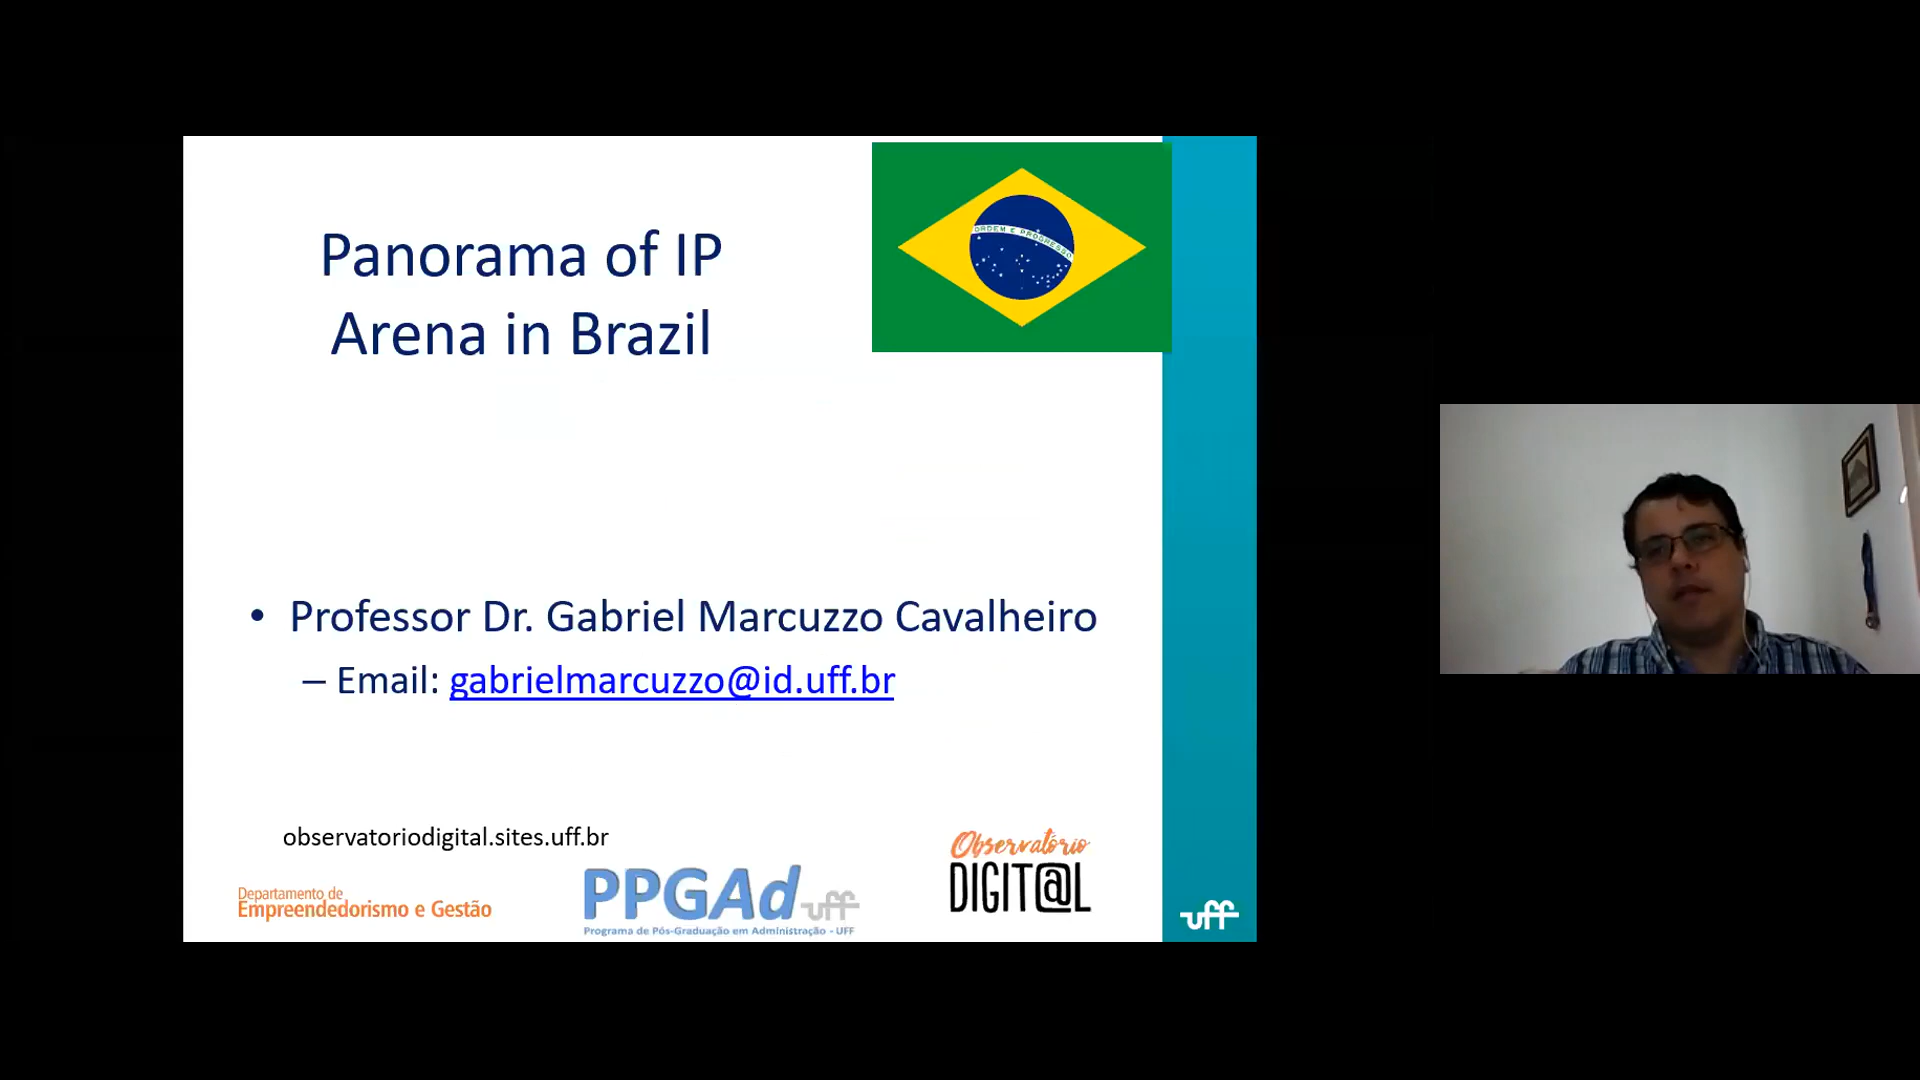 Panorama of IP
Arena in Brazil
ORDEM E PROGRESSO
• Professor Dr. Gabriel Marcuzzo Cavalheiro
– Email: gabrielmarcuzzo@id.uff.br
observatoriodigital.sites.uff.br
Departamento de
Empreendedorismo e Gestão
PPGAd uff
Programa de Pós-Graduação em Administração - UFF
Observatório
DIGIT@L
uff